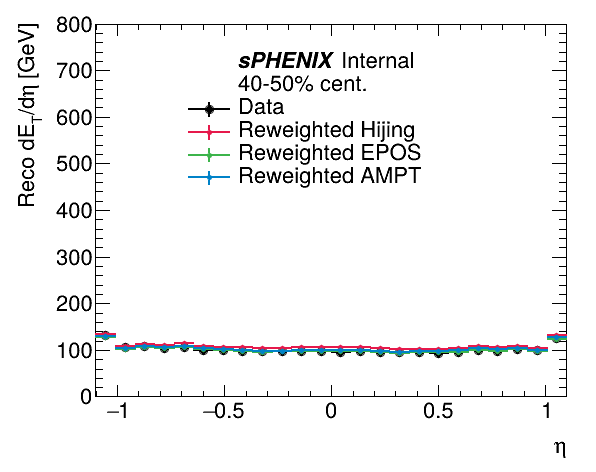 800
700
600
500
400
300
200
100
0
Reco dE_T/dη [GeV]
sPHENIX Internal
40-50% cent.
Data
Reweighted Hijing
Reweighted EPOS
Reweighted AMPT
−1 −0.5 0 0.5 1
η